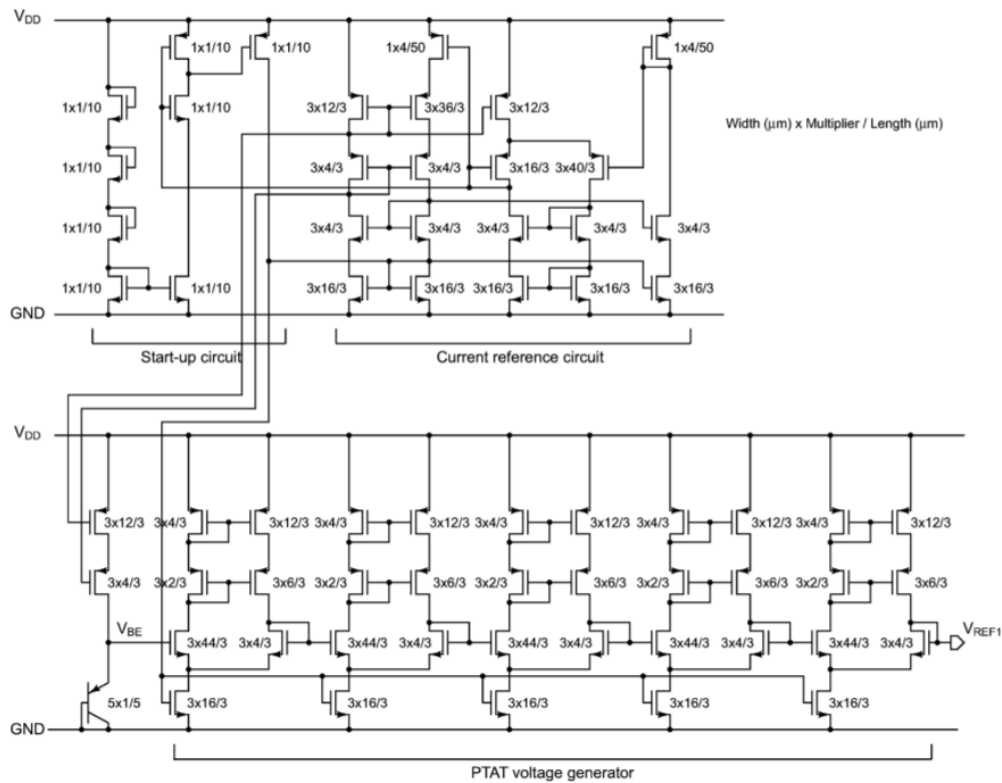 VDD
1x1/10 1x1/10 1x4/50 1x4/50
1x1/10 1x1/10 3x12/3 3x36/3 3x12/3
Width (μm) x Multiplier / Length (μm)
1x1/10 3x4/3 3x4/3 3x16/3 3x40/3
1x1/10 3x4/3 3x4/3 3x4/3 3x4/3 3x4/3
1x1/10 1x1/10 3x16/3 3x16/3 3x16/3 3x16/3 3x16/3
GND
Start-up circuit Current reference circuit
VDD
3x12/3 3x4/3 3x12/3 3x4/3 3x12/3 3x4/3 3x12/3 3x4/3 3x12/3 3x4/3 3x12/3
3x4/3 3x2/3 3x6/3 3x2/3 3x6/3 3x2/3 3x6/3 3x2/3 3x6/3 3x2/3 3x6/3
VBE VREF1
3x44/3 3x4/3 3x44/3 3x4/3 3x44/3 3x4/3 3x44/3 3x4/3 3x44/3 3x4/3
5x1/5 3x16/3 3x16/3 3x16/3 3x16/3 3x16/3
GND
PTAT voltage generator